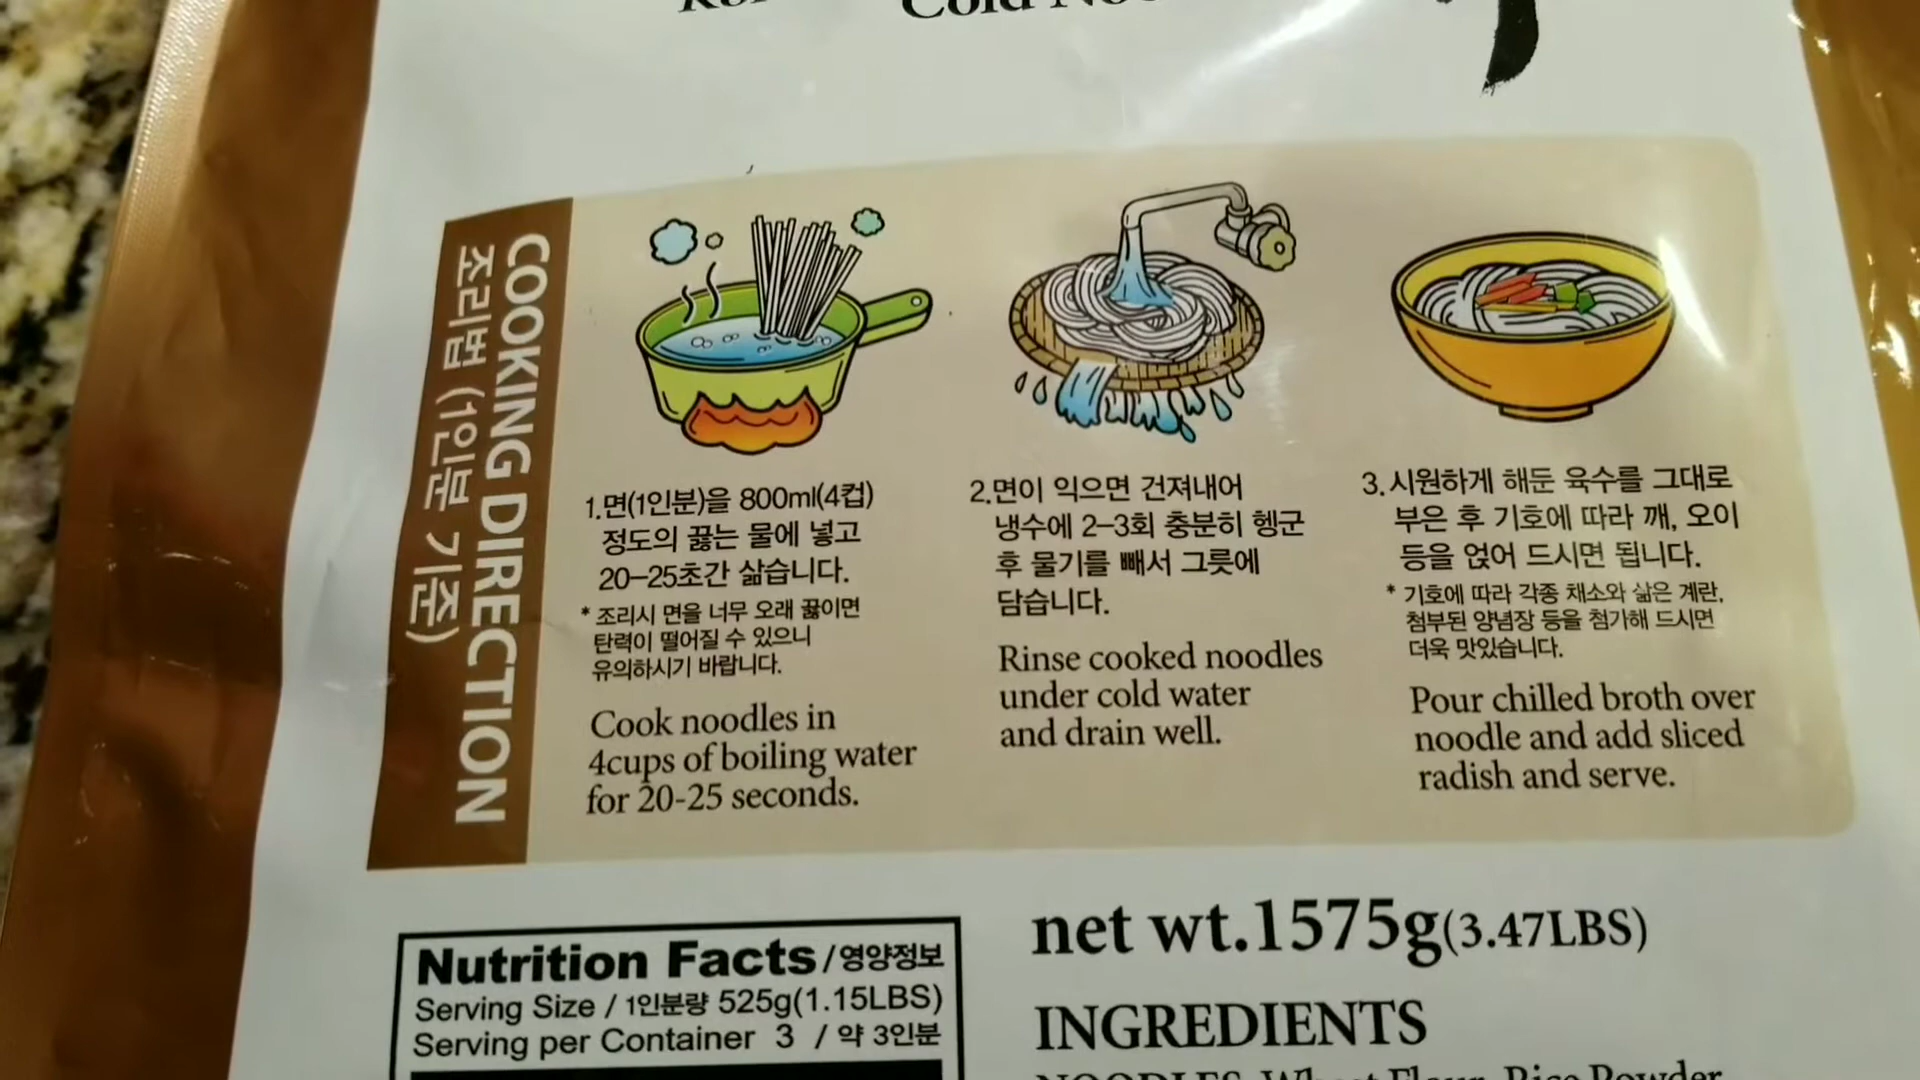 Cold
COOKING DIRECTION
조리법 (1인분 기준)
1.면(1인분)을 800ml(4컵)
정도의 끓는 물에 넣고
20-25초간 삶습니다.
* 조리시 면을 너무 오래 끓이면
탄력이 떨어질 수 있으니
유의하시기 바랍니다.
Cook noodles in
4cups of boiling water
for 20-25 seconds.
2.면이 익으면 건져내어
냉수에 2-3회 충분히 헹군
후 물기를 빼서 그릇에
담습니다.
Rinse cooked noodles
under cold water
and drain well.
3.시원하게 해둔 육수를 그대로
부은 후 기호에 따라 깨, 오이
등을 얹어 드시면 됩니다.
* 기호에 따라 각종 채소와 삶은 계란,
첨부된 양념장 등을 첨가해 드시면
더욱 맛있습니다.
Pour chilled broth over
noodle and add sliced
radish and serve.
Nutrition Facts/영양정보
Serving Size / 1인분량 525g(1.15LBS)
Serving per Container 3 / 약 3인분
net wt.1575g(3.47LBS)
INGREDIENTS
NOODLES: Wheat Flour, Rice Powder,